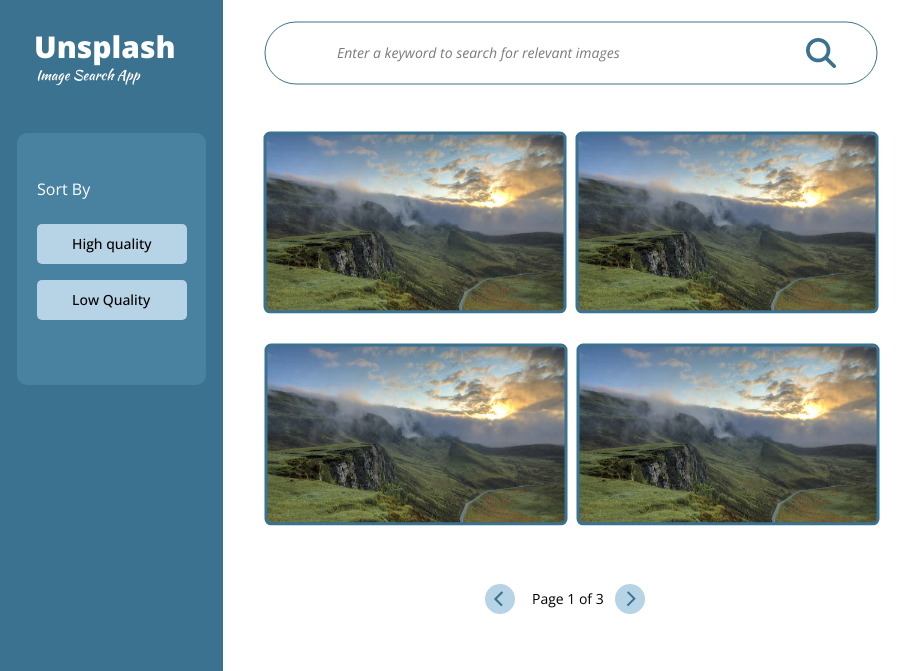 Unsplash
Image Search App
Sort By
High quality
Low Quality
Enter a keyword to search for relevant images
Page 1 of 3